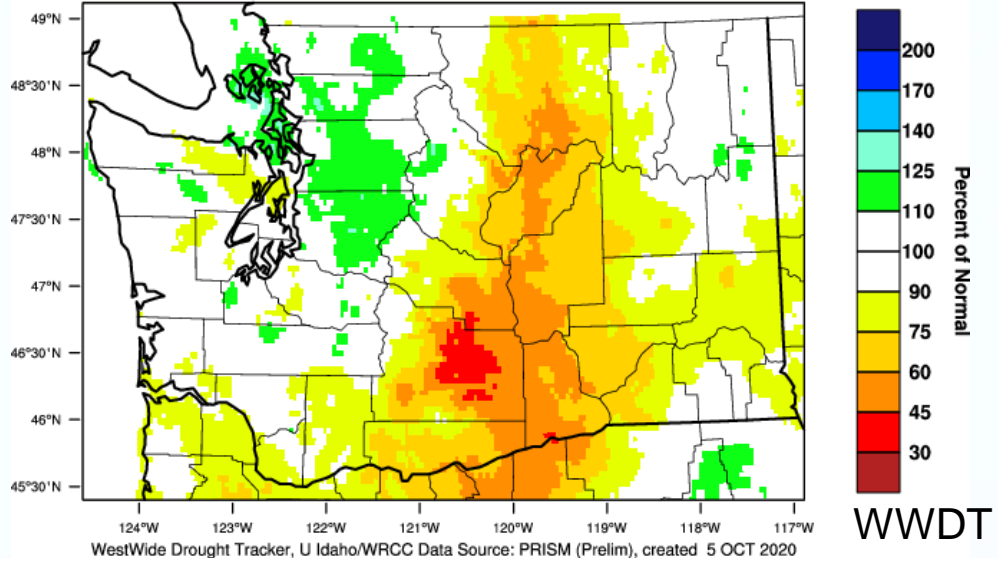 49°N
48°30'N
48°N
47°30'N
47°N
46°30'N
46°N
45°30'N
124°W 123°W 122°W 121°W 120°W 119°W 118°W 117°W
WestWide Drought Tracker, U Idaho/WRCC Data Source: PRISM (Prelim), created 5 OCT 2020
200
170
140
125
110
100
90
75
60
45
30
Percent of Normal
WWDT